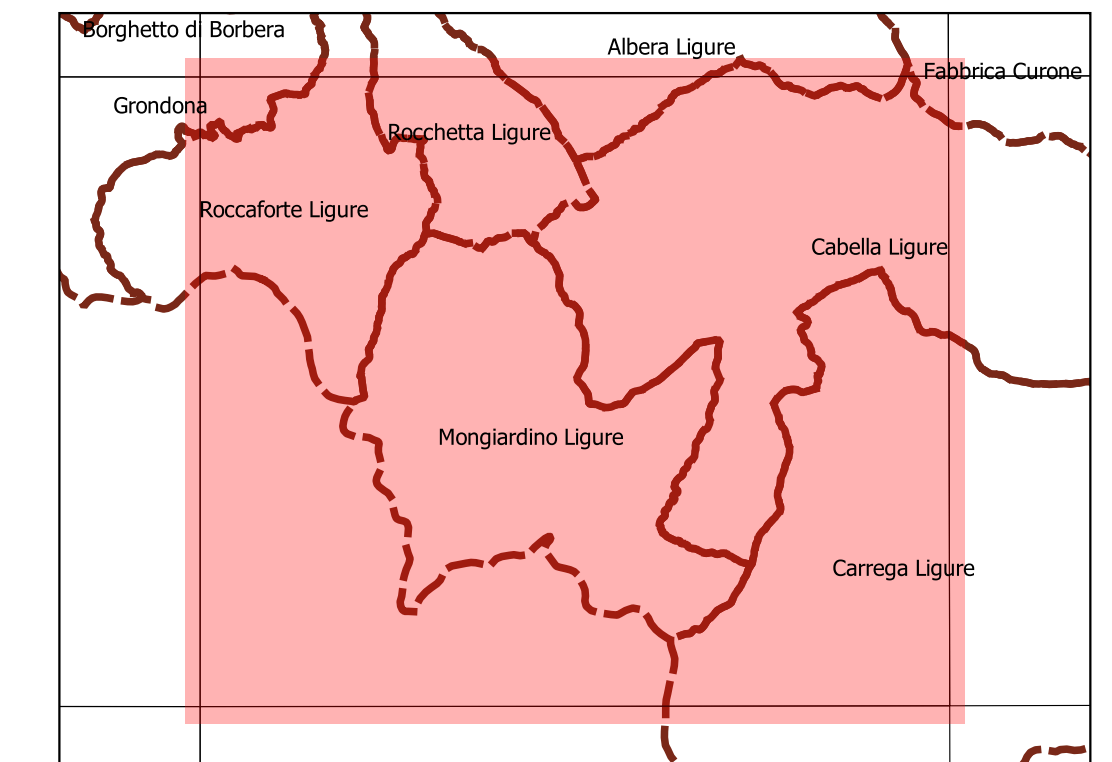 Borghetto di Borbera
Albera Ligure
Fabbrica Curone
Grondona
Rocchetta Ligure
Roccaforte Ligure
Cabella Ligure
Mongiardino Ligure
Carrega Ligure